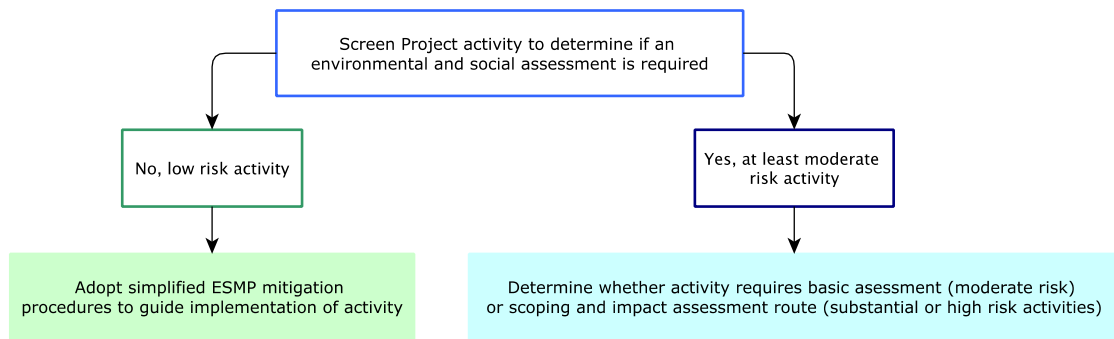 Screen Project activity to determine if an
environmental and social assessment is required
No, low risk activity
Yes, at least moderate
risk activity
Adopt simplified ESMP mitigation
procedures to guide implementation of activity
Determine whether activity requires basic asessment (moderate risk)
or scoping and impact assessment route (substantial or high risk activities)